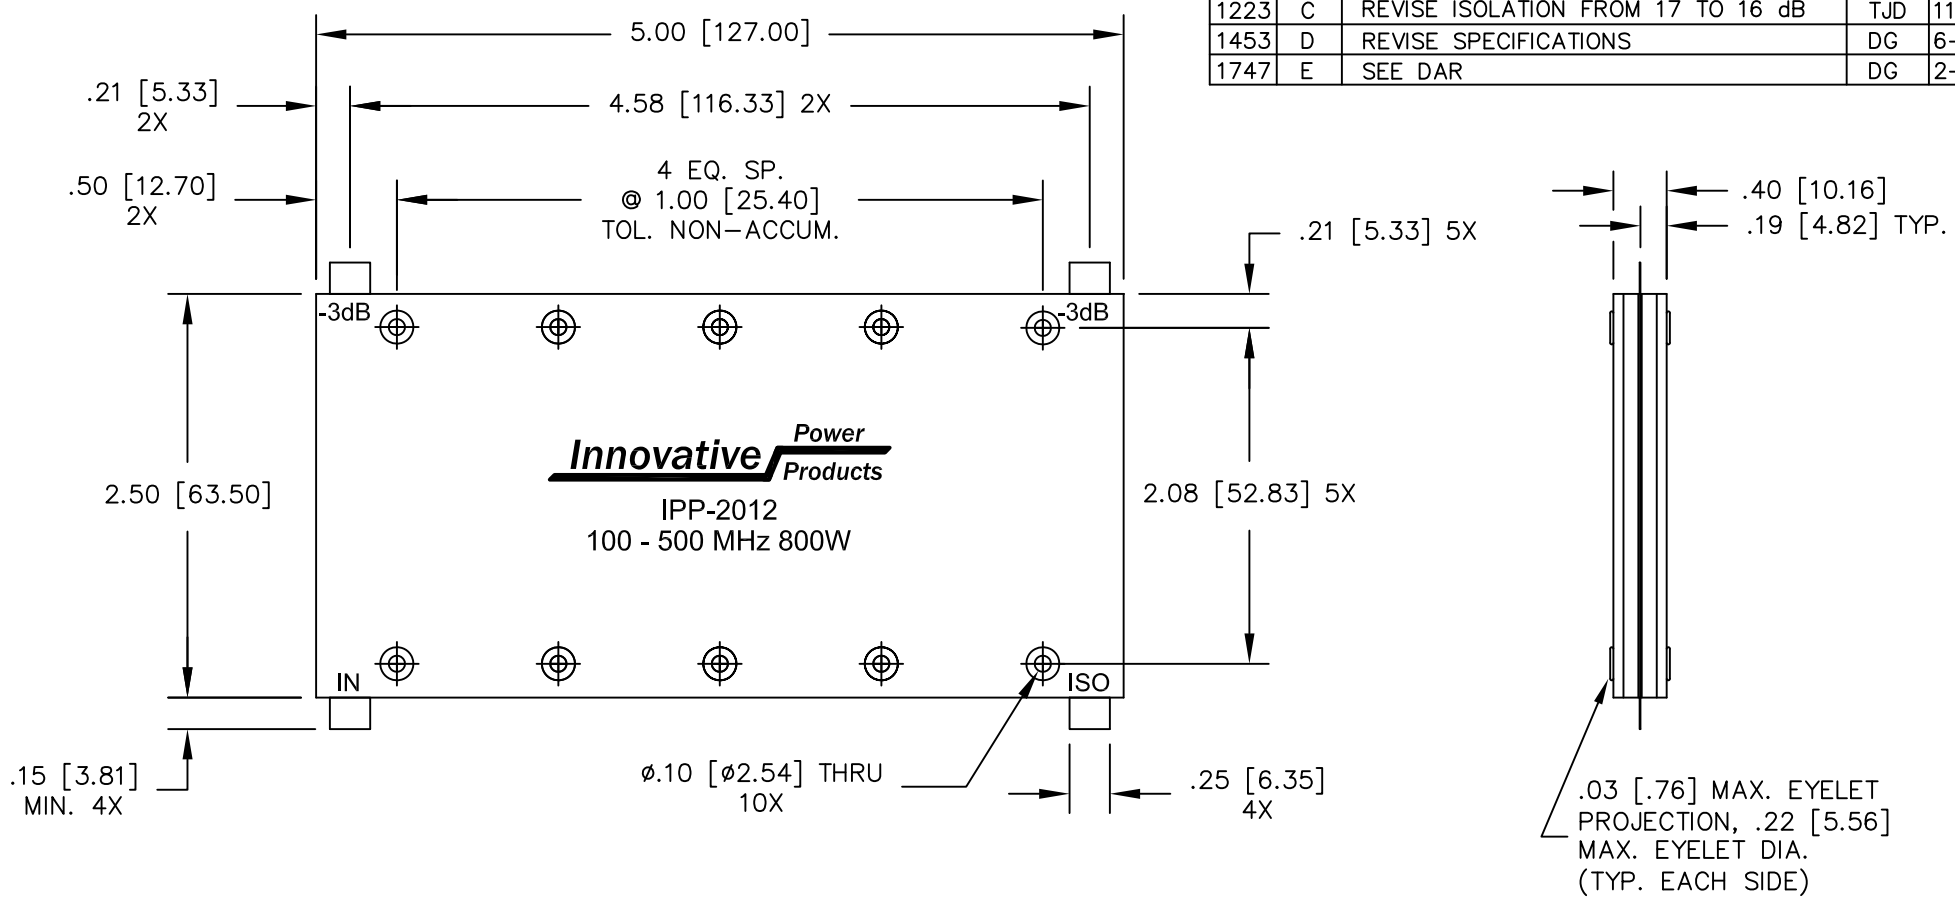 1223 C REVISE ISOLATION FROM 17 TO 16 dB TJD 11
1453 D REVISE SPECIFICATIONS DG 6-
1747 E SEE DAR DG 2-
5.00 [127.00]
.21 [5.33]
2X
4.58 [116.33] 2X
.50 [12.70]
2X
4 EQ. SP.
@ 1.00 [25.40]
TOL. NON-ACCUM.
.21 [5.33] 5X
.40 [10.16]
.19 [4.82] TYP.
-3dB
-3dB
2.50 [63.50]
Innovative Power
Products
IPP-2012
100 - 500 MHz 800W
2.08 [52.83] 5X
IN
ISO
.15 [3.81]
MIN. 4X
ø.10 [ø2.54] THRU
10X
.25 [6.35]
4X
.03 [.76] MAX. EYELET
PROJECTION, .22 [5.56]
MAX. EYELET DIA.
(TYP. EACH SIDE)